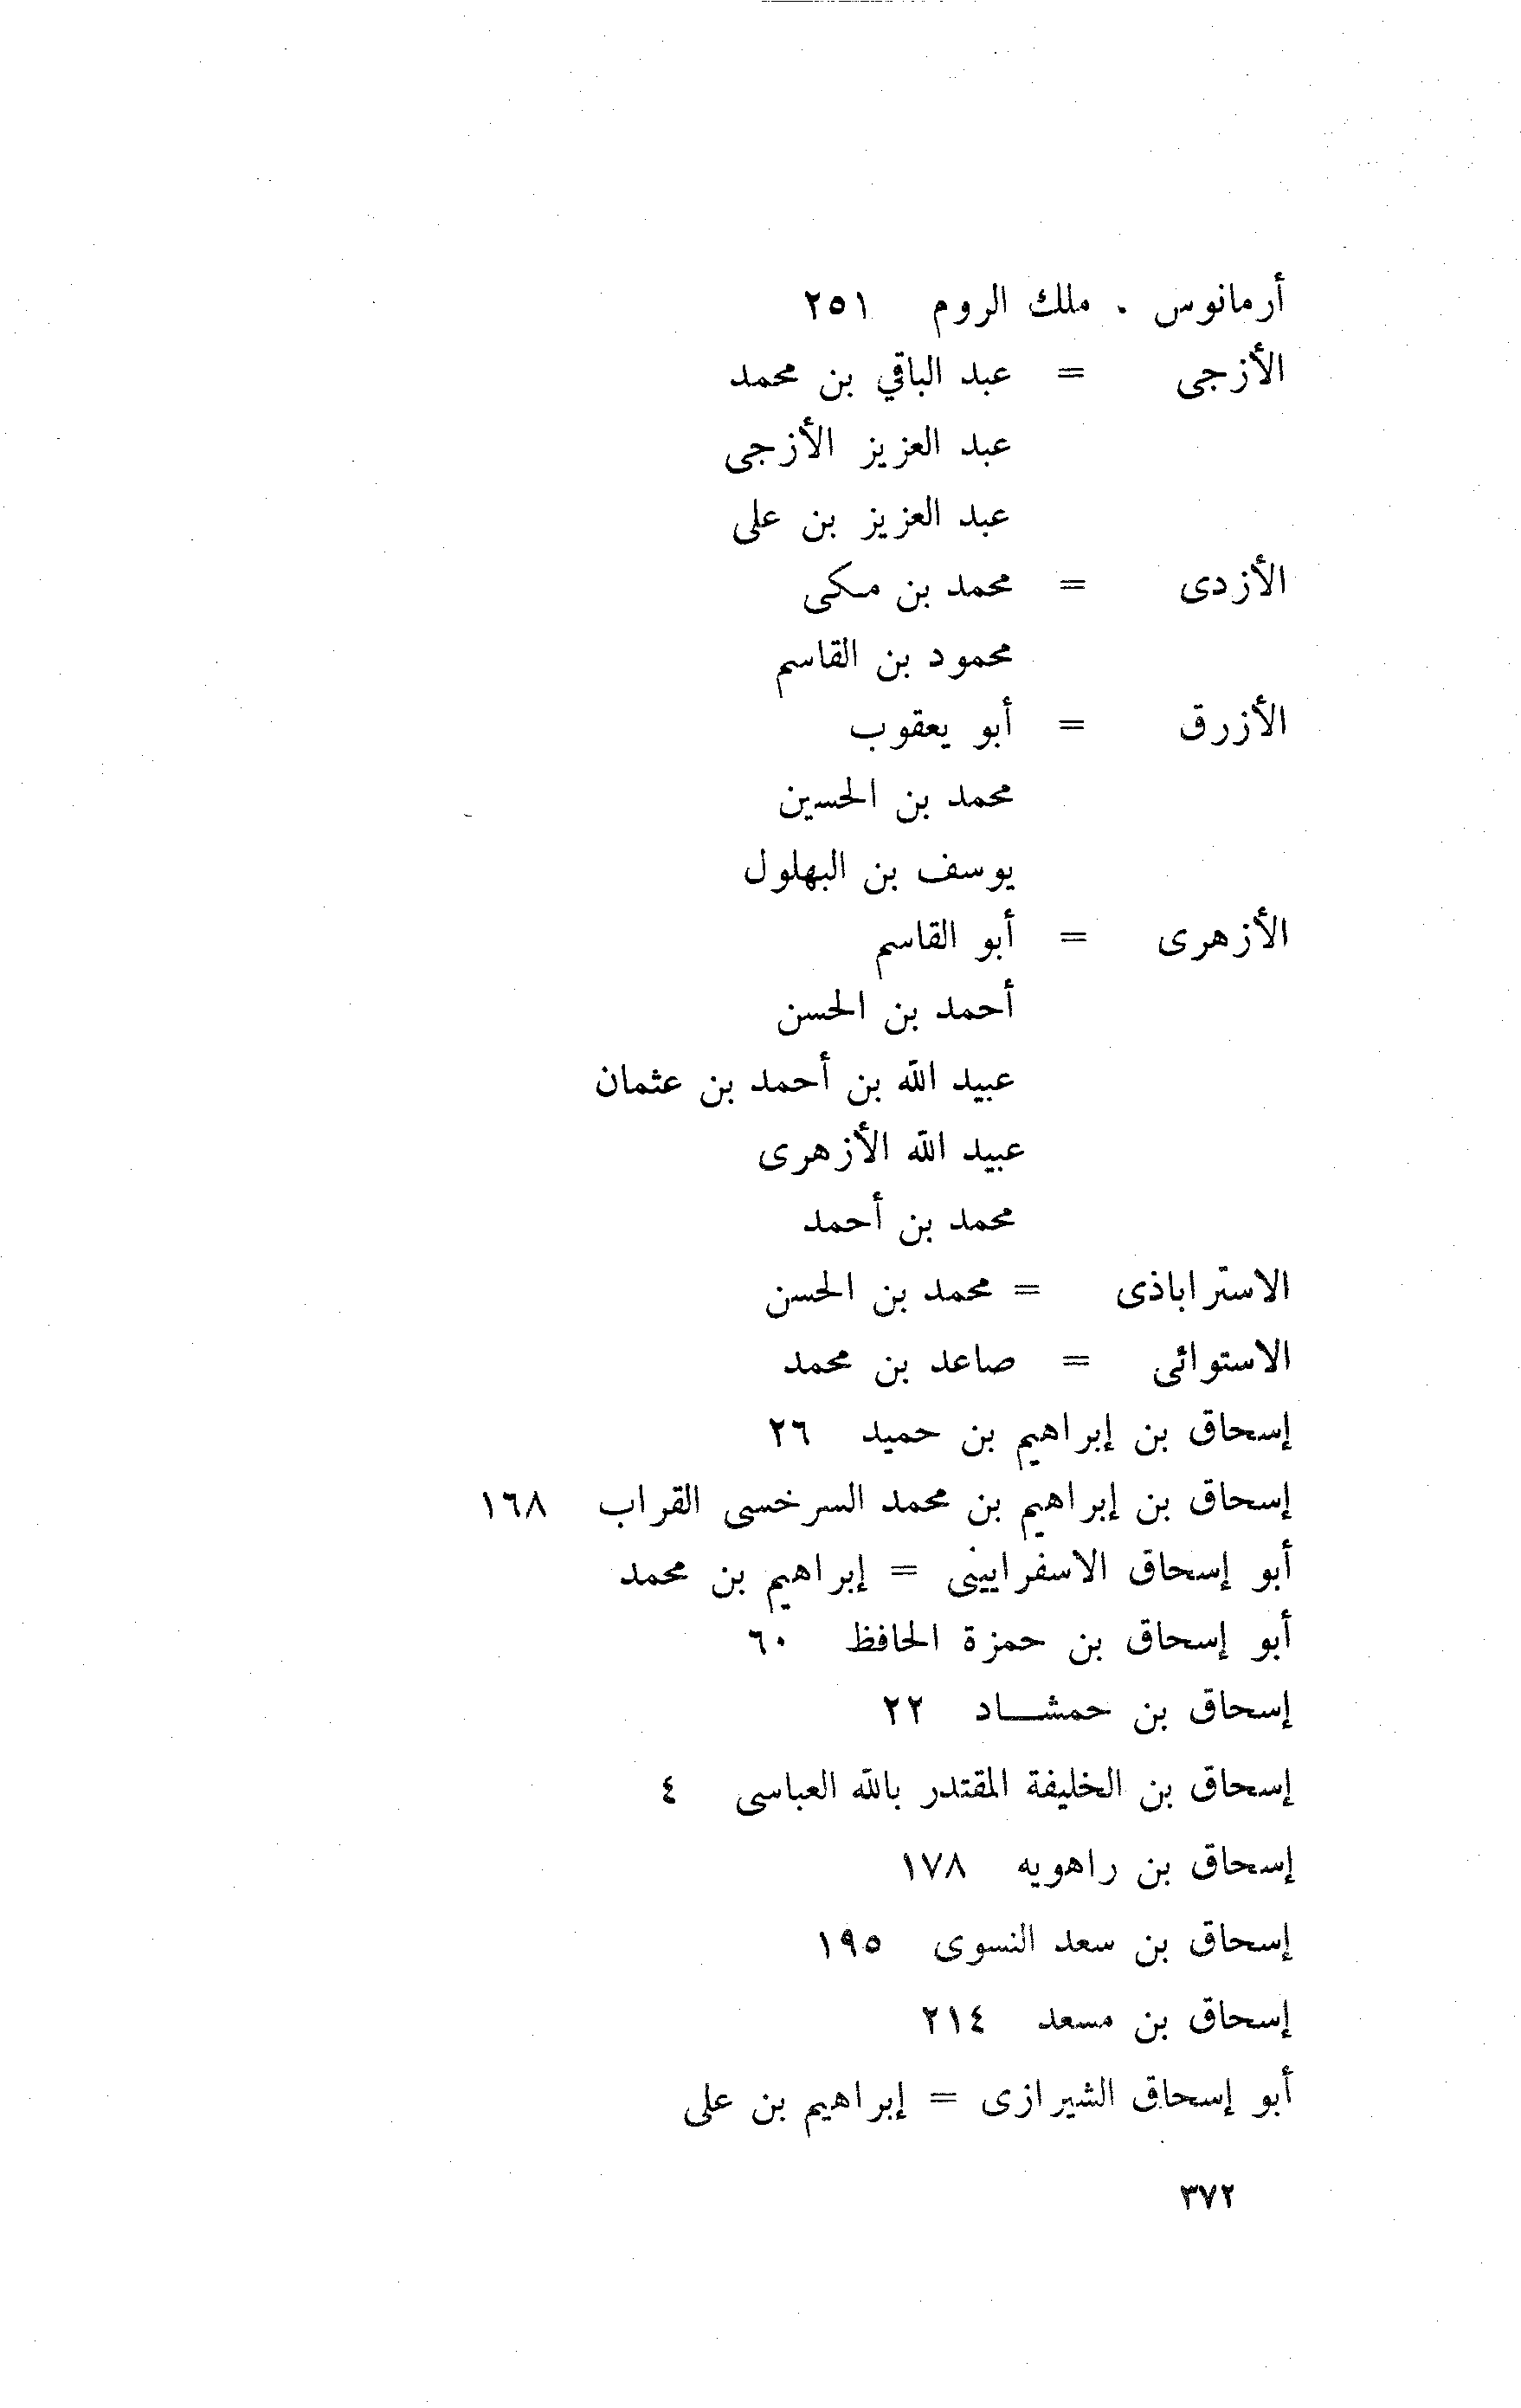 أرمانوس . ملك الروم ٢٥١
الأزجى = عبد الباقي بن محمد
عبد العزيز الأزجى
عبد العزيز بن على
الأزدى = محمد بن مكى
محمود بن القاسم
الأزرق = أبو يعقوب
محمد بن الحسين
يوسف بن البهلول
الأزهرى = أبو القاسم
أحمد بن الحسن
عبيد الله بن أحمد بن عثمان
عبيد الله الأزهرى
محمد بن أحمد
الاستراباذى = محمد بن الحسن
الاستوائى = صاعد بن محمد
إسحاق بن إبراهيم بن حميد ٢٦
إسحاق بن إبراهيم بن محمد السرخسى القراب ١٦٨
أبو إسحاق الاسفرايينى = إبراهيم بن محمد
أبو إسحاق بن حمزة الحافظ ٦٠
إسحاق بن حمشـــاد ٢٢
إسحاق بن الخليفة المقتدر بالله العباسى ٤
إسحاق بن راهويه ١٧٨
إسحاق بن سعد النسوى ١٩٥
إسحاق بن مسعد ٢١٤
أبو إسحاق الشيرازى = إبراهيم بن على
٣٧٢